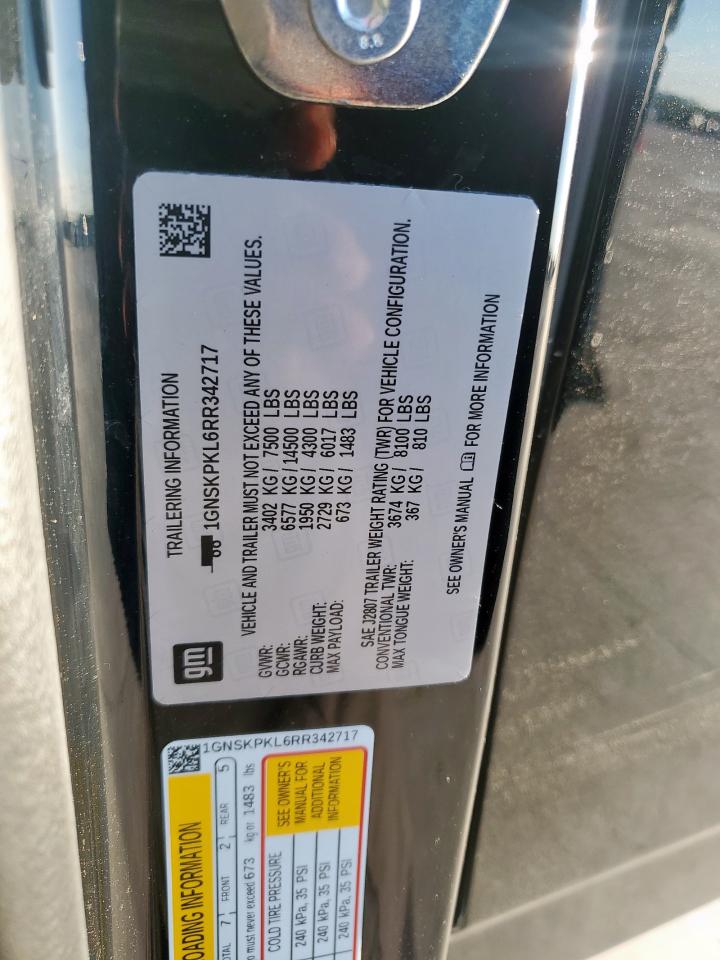 6.8
gm
TRAILERING INFORMATION
1GNSKPKL6RR342717
VEHICLE AND TRAILER MUST NOT EXCEED ANY OF THESE VALUES.
GVWR: 3402 KG / 7500 LBS
GCWR: 6577 KG / 14500 LBS
RGAWR: 1950 KG / 4300 LBS
CURB WEIGHT: 2729 KG / 6017 LBS
MAX PAYLOAD: 673 KG / 1483 LBS
SAE J2807 TRAILER WEIGHT RATING (TWR) FOR VEHICLE CONFIGURATION.
CONVENTIONAL TWR: 3674 KG / 8100 LBS
MAX TONGUE WEIGHT: 367 KG / 810 LBS
SEE OWNER'S MANUAL FOR MORE INFORMATION
1GNSKPKL6RR342717
OADING INFORMATION
OTAL 7 FRONT 2 REAR 5
o must never exceed 673 kg or 1483 lbs
COLD TIRE PRESSURE
240 kPa, 35 PSI
240 kPa, 35 PSI
240 kPa, 35 PSI
SEE OWNER'S
MANUAL FOR
ADDITIONAL
INFORMATION